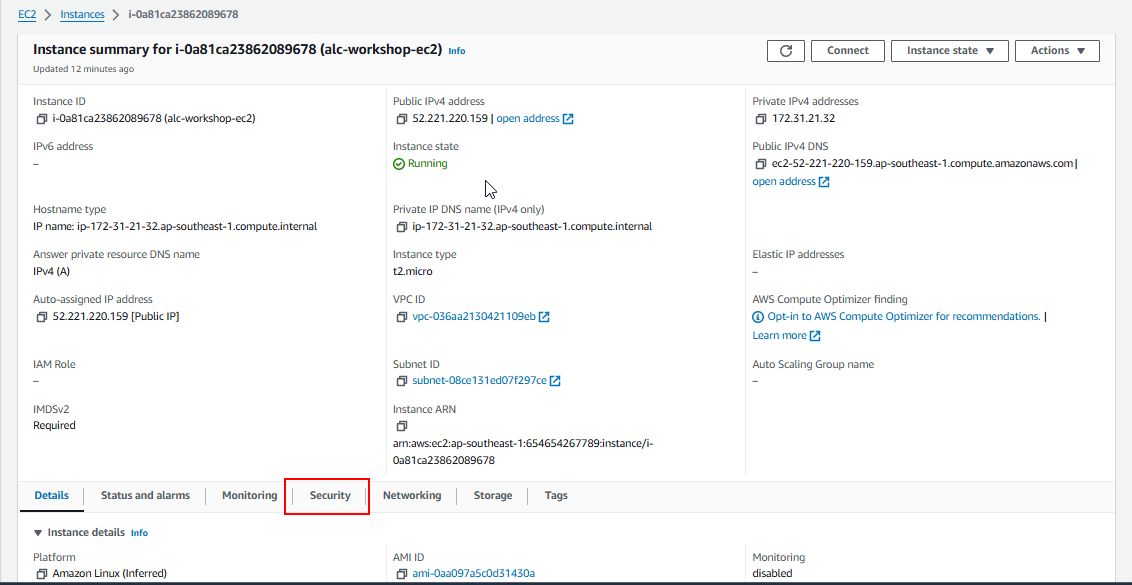 EC2 > Instances > i-0a81ca23862089678
Instance summary for i-0a81ca23862089678 (alc-workshop-ec2) Info
Updated 12 minutes ago
Connect
Instance state
Actions
Instance ID
i-0a81ca23862089678 (alc-workshop-ec2)
Public IPv4 address
52.221.220.159 | open address
Private IPv4 addresses
172.31.21.32
IPv6 address
–
Instance state
Running
Public IPv4 DNS
ec2-52-221-220-159.ap-southeast-1.compute.amazonaws.com |
open address
Hostname type
IP name: ip-172-31-21-32.ap-southeast-1.compute.internal
Private IP DNS name (IPv4 only)
ip-172-31-21-32.ap-southeast-1.compute.internal
Answer private resource DNS name
IPv4 (A)
Instance type
t2.micro
Elastic IP addresses
–
Auto-assigned IP address
52.221.220.159 [Public IP]
VPC ID
vpc-036aa2130421109eb
AWS Compute Optimizer finding
Opt-in to AWS Compute Optimizer for recommendations. |
Learn more
IAM Role
–
Subnet ID
subnet-08ce131ed07f297ce
Auto Scaling Group name
–
IMDSv2
Required
Instance ARN
arn:aws:ec2:ap-southeast-1:654654267789:instance/i-
0a81ca23862089678
Details
Status and alarms
Monitoring
Security
Networking
Storage
Tags
Instance details Info
Platform
Amazon Linux (Inferred)
AMI ID
ami-0aa097a5c0d31430a
Monitoring
disabled